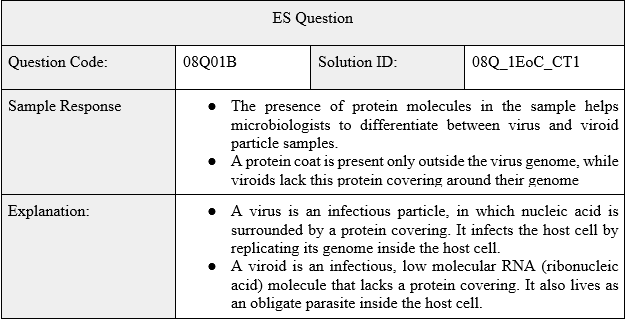 ES Question
Question Code: 08Q01B Solution ID: 08Q_1EoC_CT1
Sample Response
● The presence of protein molecules in the sample helps
microbiologists to differentiate between virus and viroid
particle samples.
● A protein coat is present only outside the virus genome, while
viroids lack this protein covering around their genome
Explanation:
● A virus is an infectious particle, in which nucleic acid is
surrounded by a protein covering. It infects the host cell by
replicating its genome inside the host cell.
● A viroid is an infectious, low molecular RNA (ribonucleic
acid) molecule that lacks a protein covering. It also lives as
an obligate parasite inside the host cell.